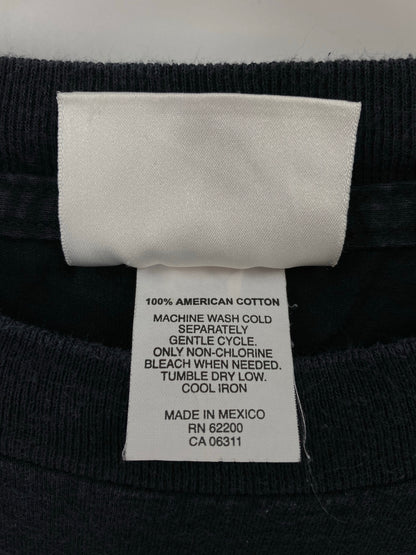 100% AMERICAN COTTON
MACHINE WASH COLD
SEPARATELY
GENTLE CYCLE.
ONLY NON-CHLORINE
BLEACH WHEN NEEDED.
TUMBLE DRY LOW.
COOL IRON
MADE IN MEXICO
RN 62200
CA 06311